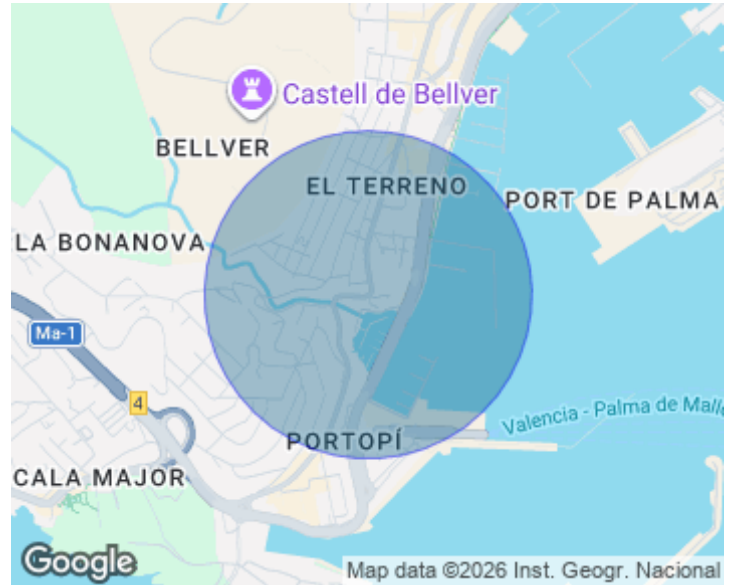 Castell de Bellver
BELLVER
EL TERRENO
PORT DE PALMA
LA BONANOVA
Ma-1
4
Valencia - Palma de Mall
PORTOPÍ
CALA MAJOR
Google
Map data ©2026 Inst. Geogr. Nacional